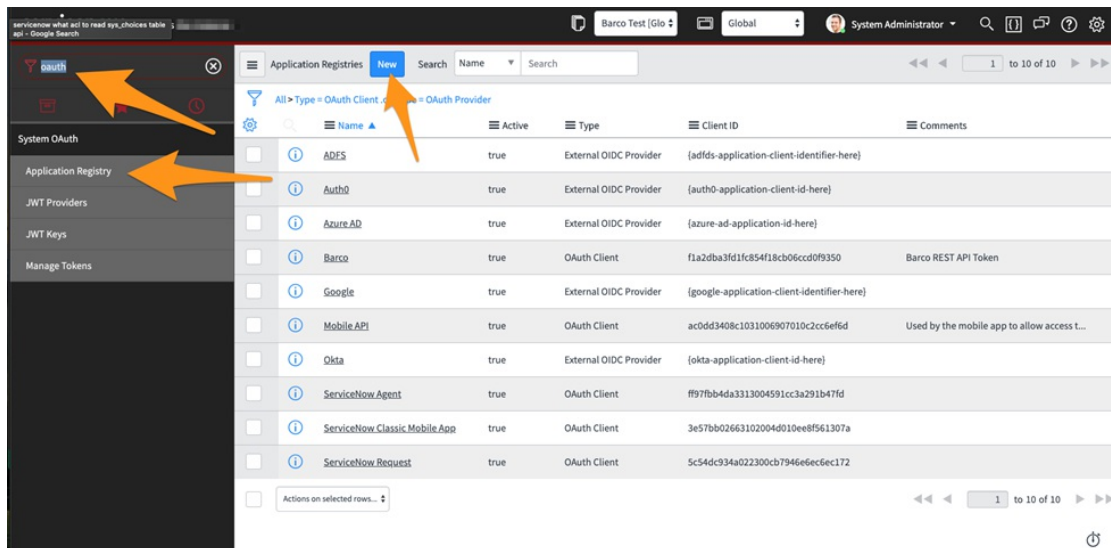 servicenow what acl to read sys_choices table
api - Google Search
Barco Test [Glo
Global
System Administrator
oauth
Application Registries New Search Name Search 1 to 10 of 10
All > Type = OAuth Client .or. = OAuth Provider
System OAuth
Application Registry
JWT Providers
JWT Keys
Manage Tokens
Name Active Type Client ID Comments
ADFS true External OIDC Provider {adfds-application-client-identifier-here}
Auth0 true External OIDC Provider {auth0-application-client-id-here}
Azure AD true External OIDC Provider {azure-ad-application-id-here}
Barco true OAuth Client f1a2dba3fd1fc854f18cb06ccd0f9350 Barco REST API Token
Google true External OIDC Provider {google-application-client-identifier-here}
Mobile API true OAuth Client ac0dd3408c1031006907010c2cc6ef6d Used by the mobile app to allow access t...
Okta true External OIDC Provider {okta-application-client-id-here}
ServiceNow Agent true OAuth Client ff97fbb4da3313004591cc3a291b47fd
ServiceNow Classic Mobile App true OAuth Client 3e57bb02663102004d010ee8f561307a
ServiceNow Request true OAuth Client 5c54dc934a022300cb7946e6ec6ec172
Actions on selected rows... 1 to 10 of 10